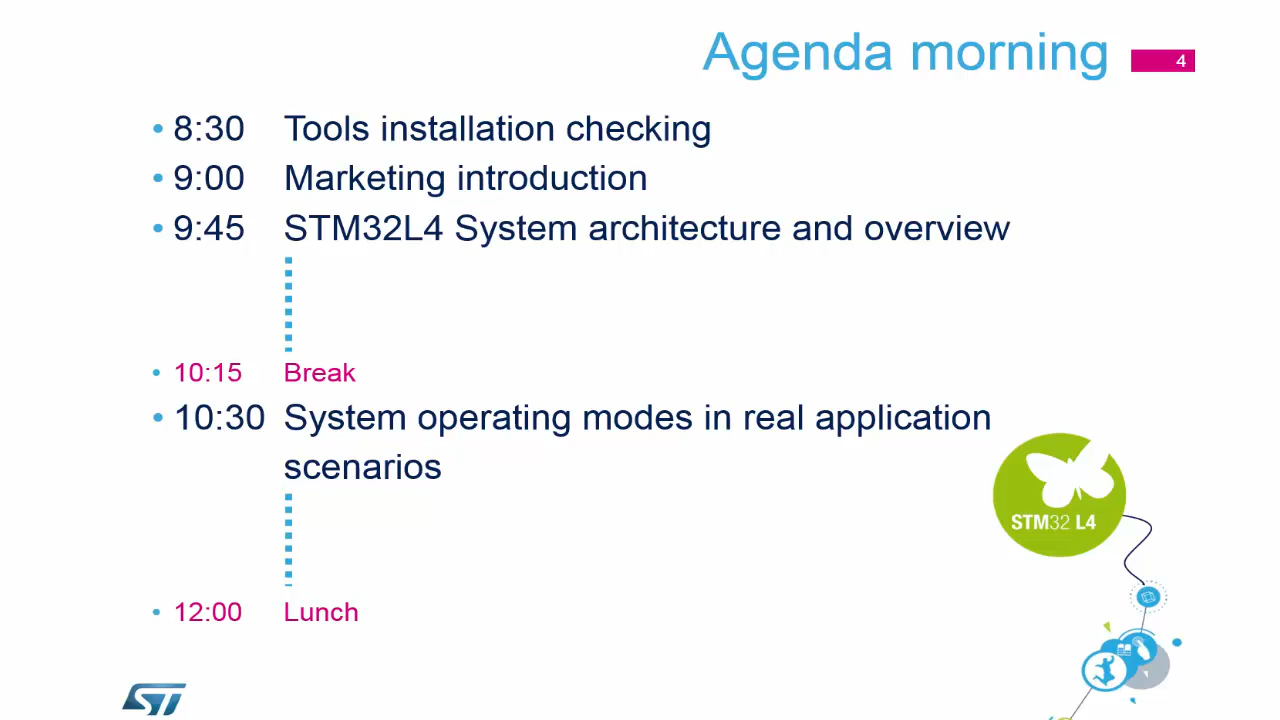 Agenda morning
4
• 8:30 Tools installation checking
• 9:00 Marketing introduction
• 9:45 STM32L4 System architecture and overview
• 10:15 Break
• 10:30 System operating modes in real application
scenarios
STM32 L4
• 12:00 Lunch
ST